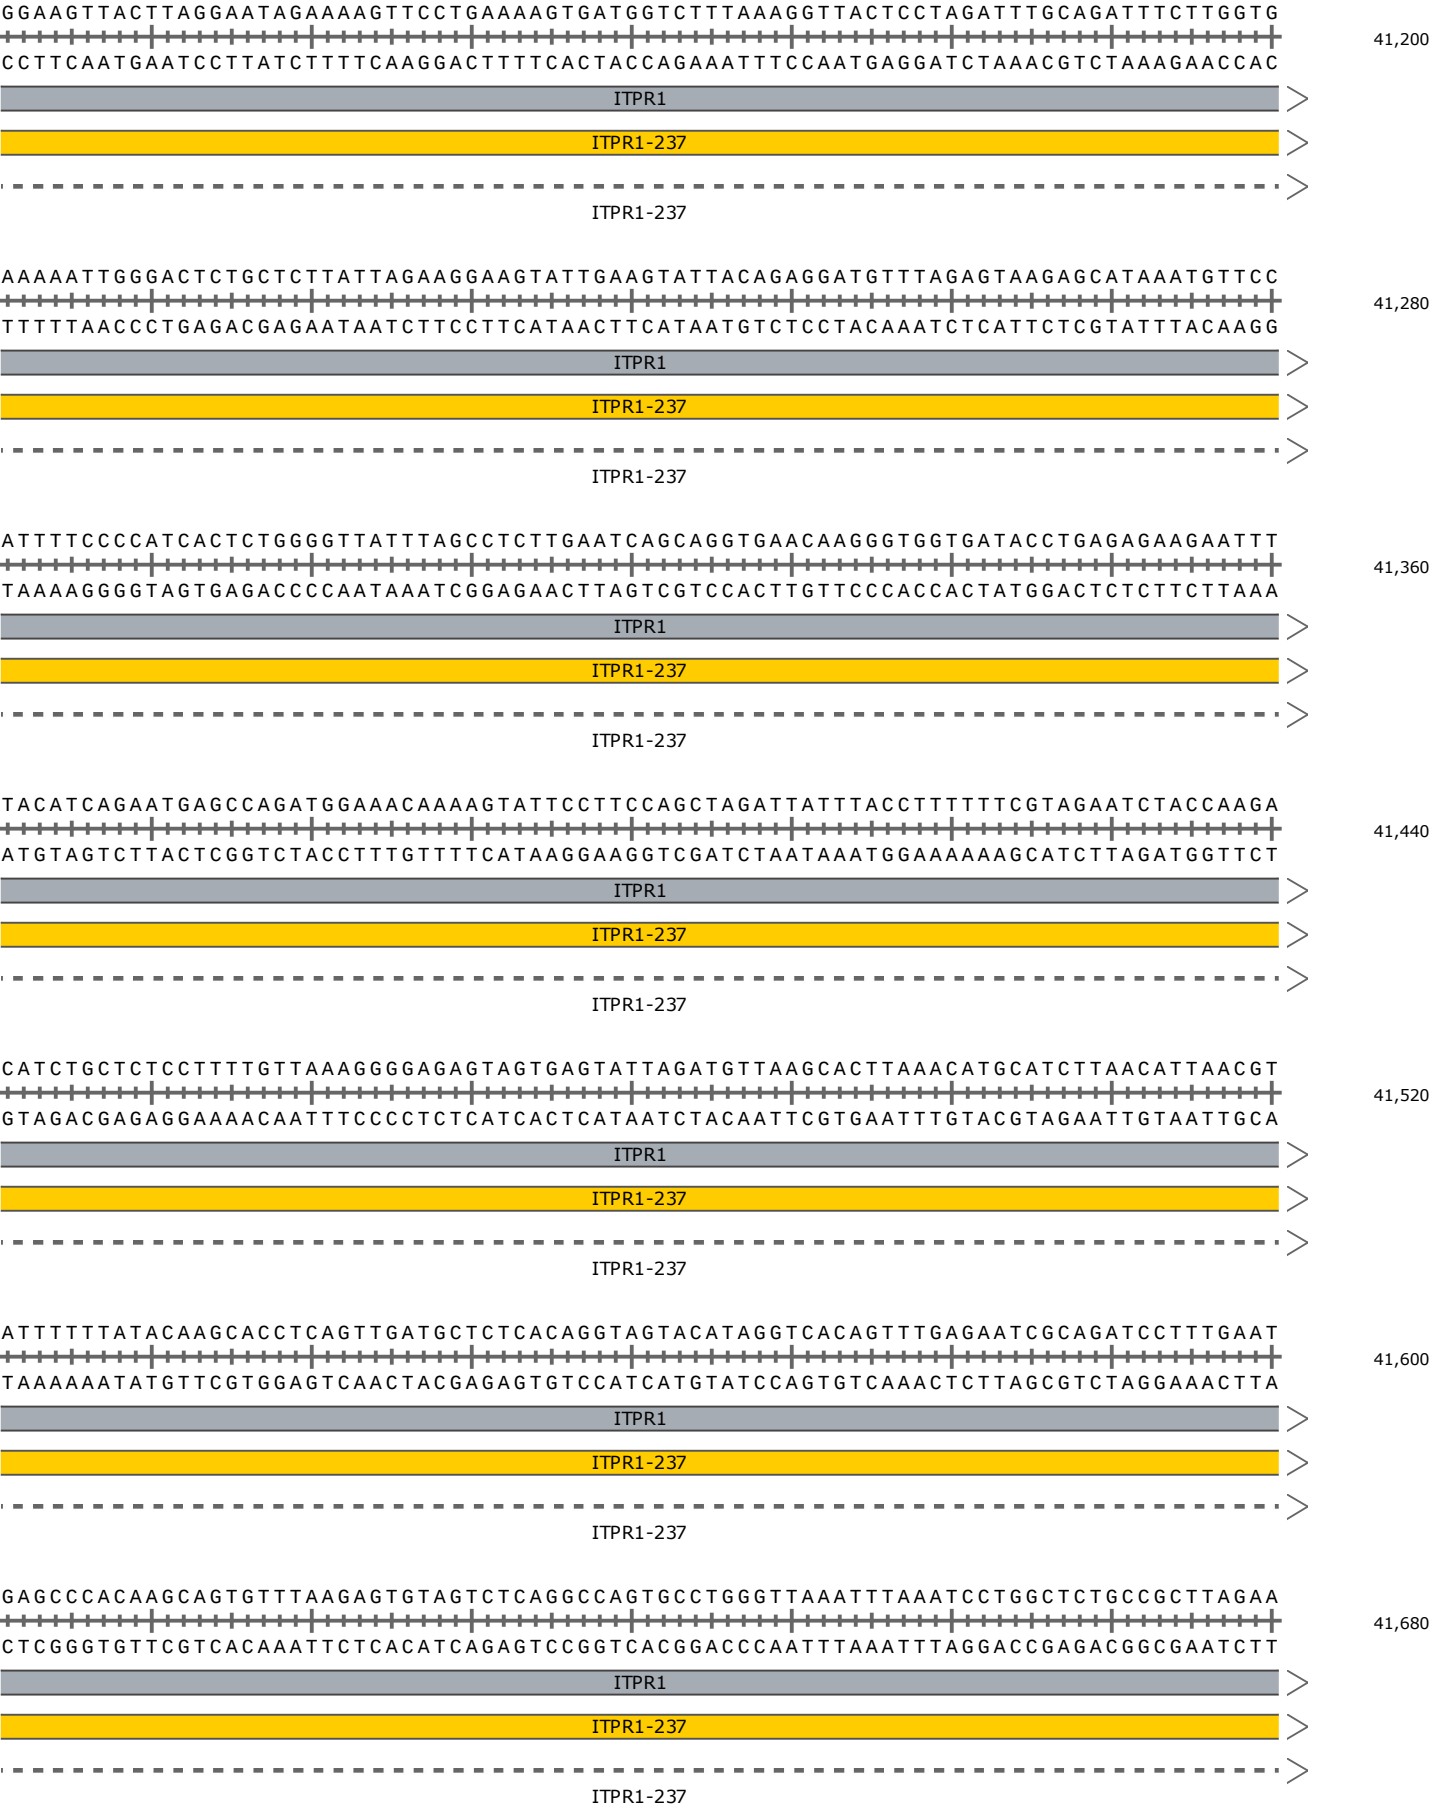 GGAAGTTACTTAGGAATAGAAAAGTTCCTGAAAAGTGATGGTCTTTAAAGGTTACTCCTAGATTTGCAGATTTCTTGGTG
41,200
CCTTCAATGAATCCTTATCTTTTCAAGGACTTTTCACTACCAGAAATTTCCAATGAGGATCTAAACGTCTAAAGAACCAC
ITPR1
ITPR1-237
ITPR1-237
AAAAATTGGGACTCTGCTCTTATTAGAAGGAAGTATTGAAGTATTACAGAGGATGTTTAGAGTAAGAGCATAAATGTTCC
41,280
TTTTTAACCCTGAGACGAGAATAATCTTCCTTCATAACTTCATAATGTCTCCTACAAATCTCATTCTCGTATTTACAAGG
ITPR1
ITPR1-237
ITPR1-237
ATTTTCCCCATCACTCTGGGGTTATTTAGCCTCTTGAATCAGCAGGTGAACAAGGGTGGTGATACCTGAGAGAAGAATTT
41,360
TAAAAGGGGTAGTGAGACCCCAATAAATCGGAGAACTTAGTCGTCCACTTGTTCCCACCACTATGGACTCTCTTCTTAAA
ITPR1
ITPR1-237
ITPR1-237
TACATCAGAATGAGCCAGATGGAAACAAAAGTATTCCTTCCAGCTAGATTATTTACCTTTTTTCGTAGAATCTACCAAGA
41,440
ATGTAGTCTTACTCGGTCTACCTTTGTTTTCATAAGGAAGGTCGATCTAATAAATGGAAAAAAGCATCTTAGATGGTTCT
ITPR1
ITPR1-237
ITPR1-237
CATCTGCTCTCCTTTTGTTAAAGGGGAGAGTAGTGAGTATTAGATGTTAAGCACTTAAACATGCATCTTAACATTAACGT
41,520
GTAGACGAGAGGAAAACAATTTCCCCTCTCATCACTCATAATCTACAATTCGTGAATTTGTACGTAGAATTGTAATTGCA
ITPR1
ITPR1-237
ITPR1-237
ATTTTTTATACAAGCACCTCAGTTGATGCTCTCACAGGTAGTACATAGGTCACAGTTTGAGAATCGCAGATCCTTTGAAT
41,600
TAAAAAATATGTTCGTGGAGTCAACTACGAGAGTGTCCATCATGTATCCAGTGTCAAACTCTTAGCGTCTAGGAAACTTA
ITPR1
ITPR1-237
ITPR1-237
GAGCCCACAAGCAGTGTTTAAGAGTGTAGTCTCAGGCCAGTGCCTGGGTTAAATTTAAATCCTGGCTCTGCCGCTTAGAA
41,680
CTCGGGTGTTCGTCACAAATTCTCACATCAGAGTCCGGTCACGGACCCAATTTAAATTTAGGACCGAGACGGCGAATCTT
ITPR1
ITPR1-237
ITPR1-237